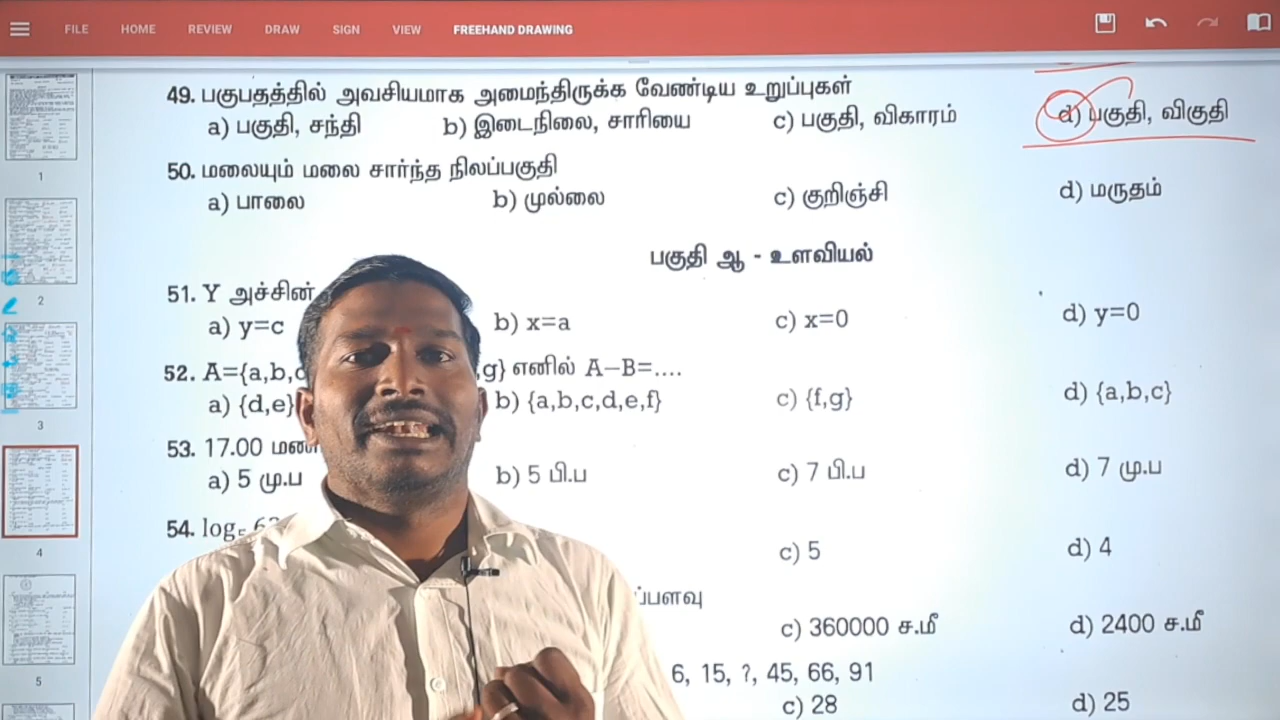 FILE HOME REVIEW DRAW SIGN VIEW FREEHAND DRAWING
49. பகுபதத்தில் அவசியமாக அமைந்திருக்க வேண்டிய உறுப்புகள்
a) பகுதி, சந்தி b) இடைநிலை, சாரியை c) பகுதி, விகாரம் d) பகுதி, விகுதி
50. மலையும் மலை சார்ந்த நிலப்பகுதி
a) பாலை b) முல்லை c) குறிஞ்சி d) மருதம்
பகுதி ஆ - உளவியல்
51. Y அச்சின்
a) y=c b) x=a c) x=0 d) y=0
52. A={a,b,c ,g} எனில் A–B=....
a) {d,e} b) {a,b,c,d,e,f} c) {f,g} d) {a,b,c}
53. 17.00
a) 5 மு.ப b) 5 பி.ப c) 7 பி.ப d) 7 மு.ப
54. log₅ 6
c) 5 d) 4
ப்பளவு
c) 360000 ச.மீ d) 2400 ச.மீ
6, 15, ?, 45, 66, 91
c) 28 d) 25
1
2
3
4
5